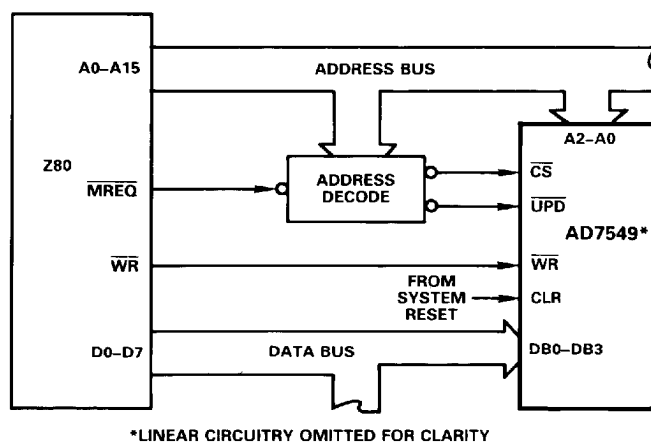 A0–A15
ADDRESS BUS
A2–A0
Z80
MREQ
ADDRESS
DECODE
CS
UPD
AD7549*
WR
WR
FROM
SYSTEM
RESET
CLR
D0–D7
DATA BUS
DB0–DB3
*LINEAR CIRCUITRY OMITTED FOR CLARITY